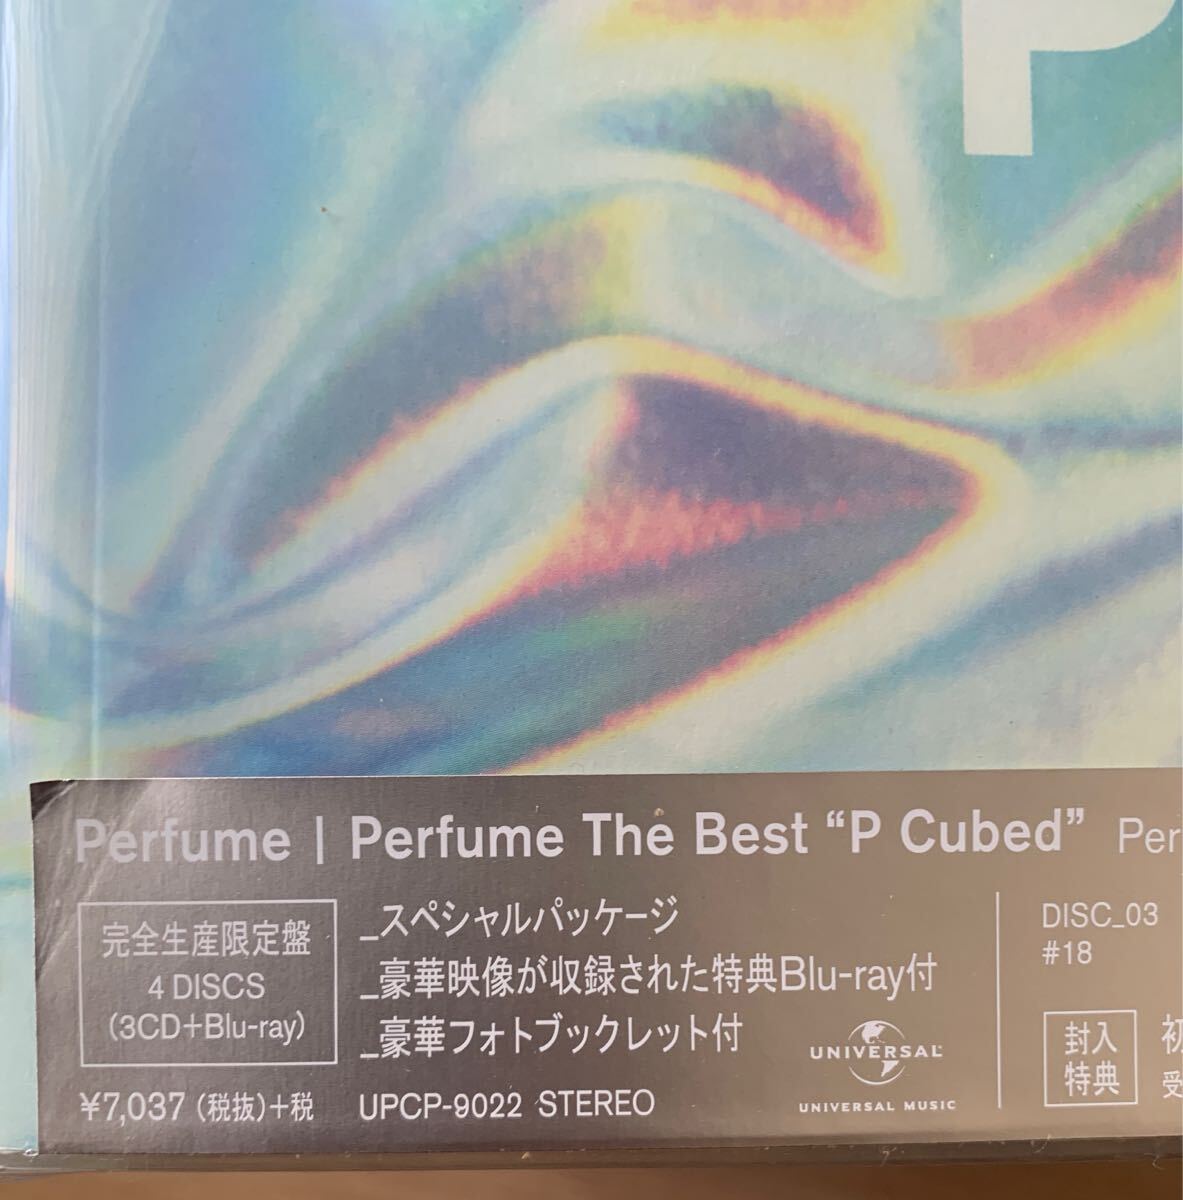 P
Perfume | Perfume The Best “P Cubed” Per
完全生産限定盤
4 DISCS
(3CD+Blu-ray)
¥7,037 (税抜)+税
_スペシャルパッケージ
_豪華映像が収録された特典Blu-ray付
_豪華フォトブックレット付
UPCP-9022 STEREO
UNIVERSAL
UNIVERSAL MUSIC
DISC_03
#18
封入
特典
初
受